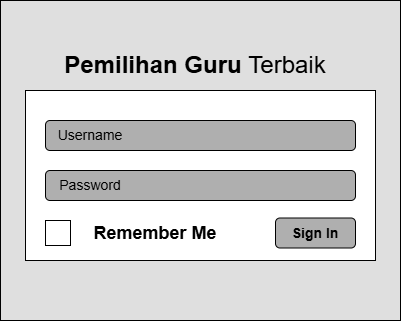 Pemilihan Guru Terbaik
Username
Password
Remember Me
Sign In